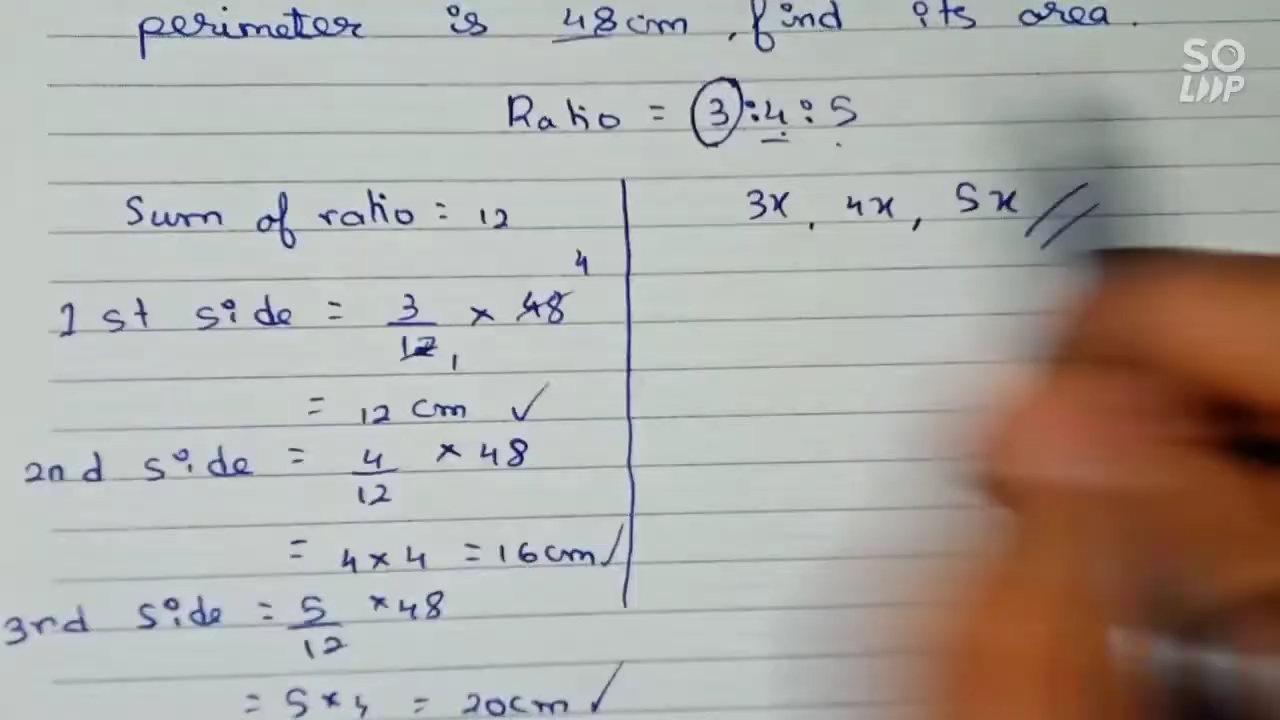 perimeter is 48cm, find its area.
SO
LOOP
Ratio = 3:4:5
Sum of ratio = 12
1st side = 3/12 × 48
4
1
= 12 cm ✓
2nd side = 4/12 × 48
= 4×4 = 16cm ✓
3rd side = 5/12 × 48
= 5×4 = 20cm ✓
3x, 4x, 5x //